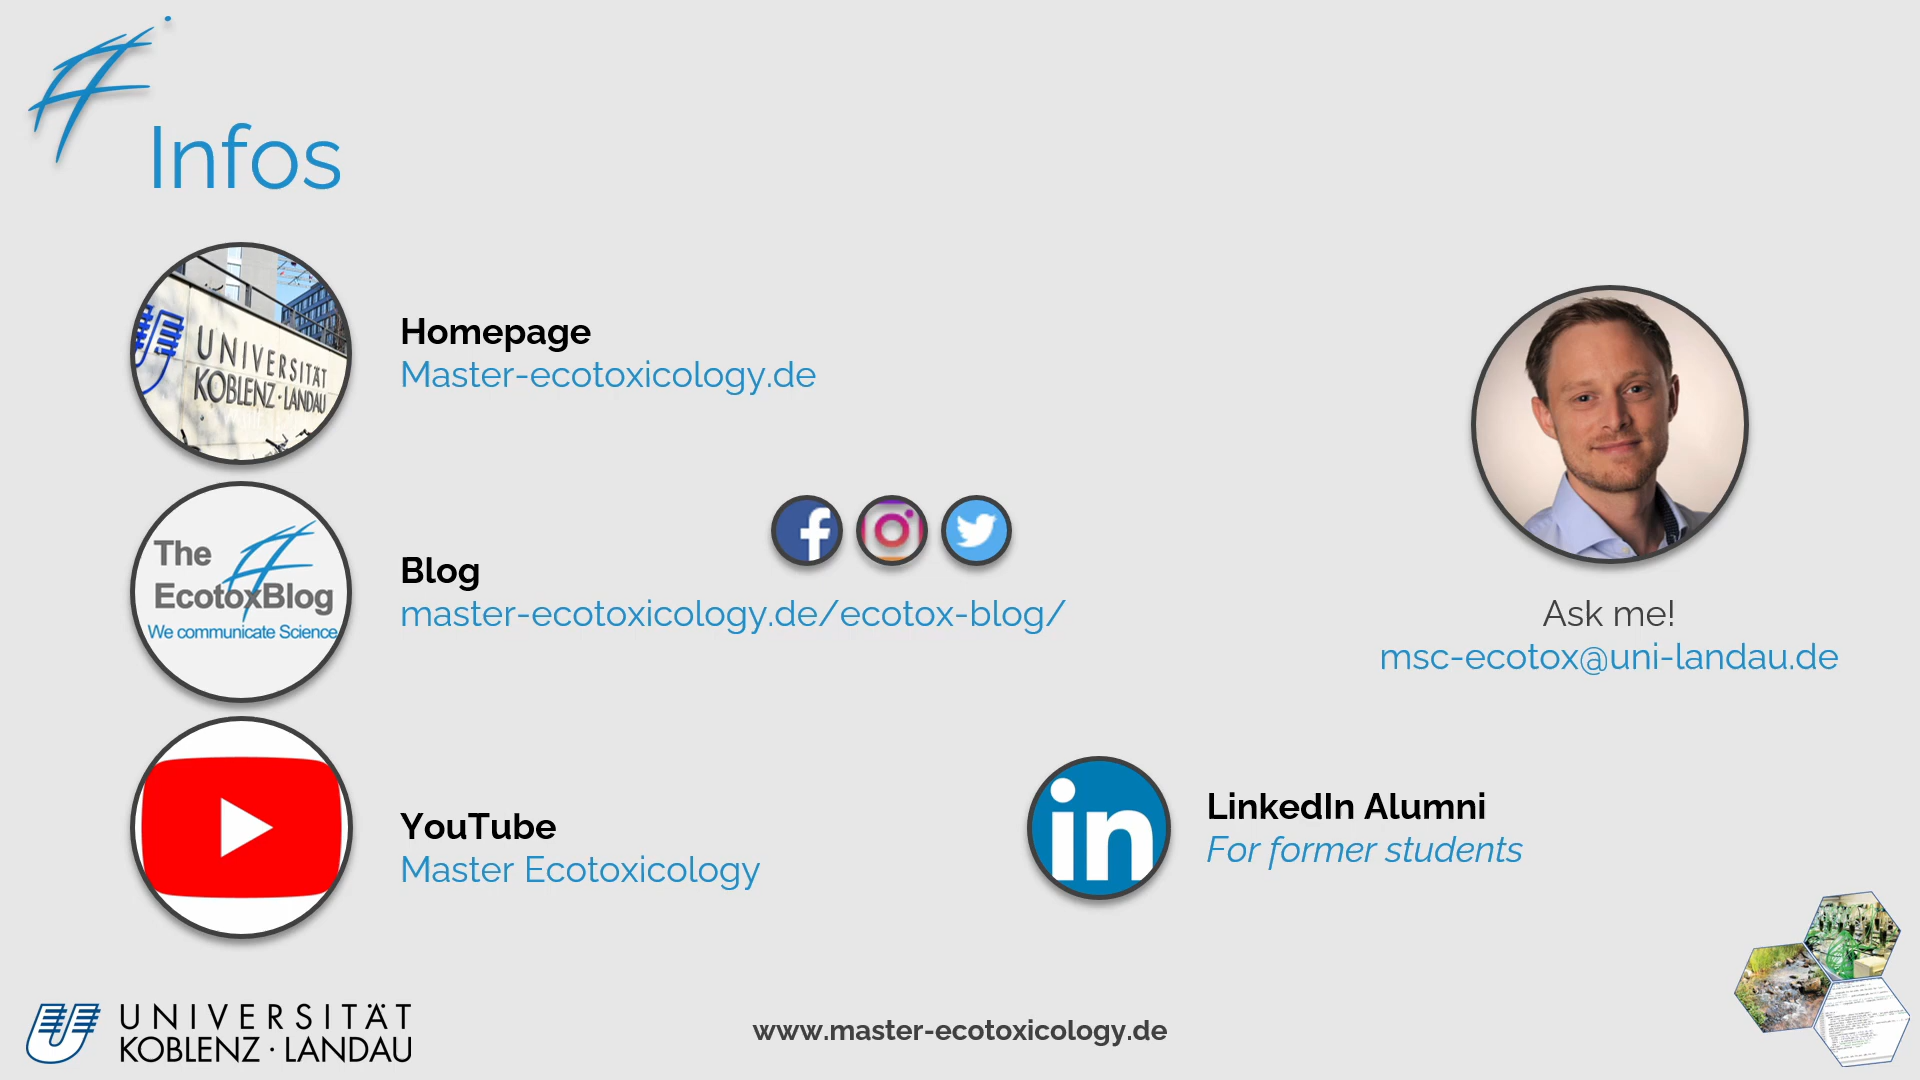 Infos
UNIVERSITÄT
KOBLENZ · LANDAU
Homepage
Master-ecotoxicology.de
The
EcotoxBlog
We communicate Science
Blog
master-ecotoxicology.de/ecotox-blog/
Ask me!
msc-ecotox@uni-landau.de
YouTube
Master Ecotoxicology
in
LinkedIn Alumni
For former students
UNIVERSITÄT
KOBLENZ · LANDAU
www.master-ecotoxicology.de